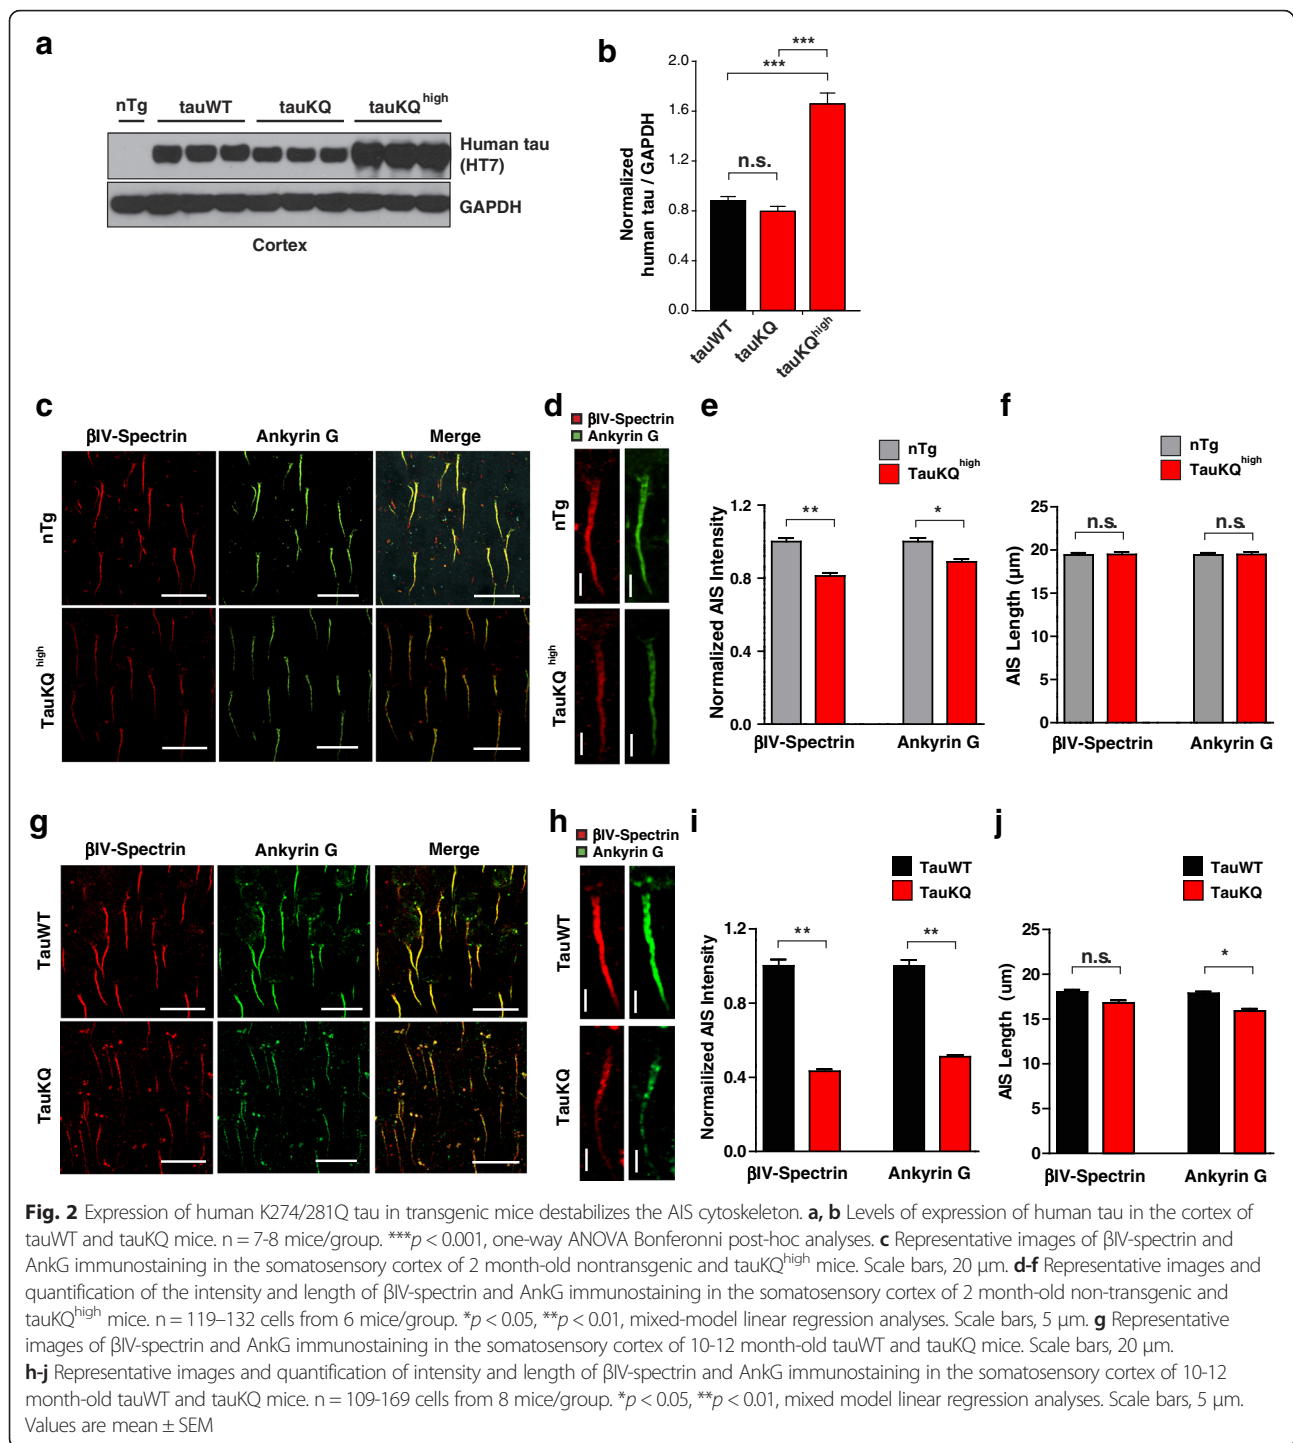 a
nTg tauWT tauKQ tauKQhigh
Human tau
(HT7)
GAPDH
Cortex
b
Normalized
human tau / GAPDH
2.0
1.6
1.2
0.8
0.4
0.0
***
***
n.s.
tauWT
tauKQ
tauKQhigh
c
βIV-Spectrin Ankyrin G Merge
nTg
TauKQhigh
d
βIV-Spectrin
Ankyrin G
nTg
TauKQhigh
e
nTg
TauKQhigh
Normalized AIS Intensity
1.2
0.8
0.4
0.0
**
*
βIV-Spectrin Ankyrin G
f
nTg
TauKQhigh
AIS Length (μm)
25
20
15
10
5
0
n.s.
n.s.
βIV-Spectrin Ankyrin G
g
βIV-Spectrin Ankyrin G Merge
TauWT
TauKQ
h
βIV-Spectrin
Ankyrin G
TauWT
TauKQ
i
TauWT
TauKQ
Normailized AIS Intensity
1.2
0.8
0.4
0.0
**
**
βIV-Spectrin Ankyrin G
j
TauWT
TauKQ
AIS Length (um)
25
20
15
10
5
0
n.s.
*
βIV-Spectrin Ankyrin G
Fig. 2 Expression of human K274/281Q tau in transgenic mice destabilizes the AIS cytoskeleton. a, b Levels of expression of human tau in the cortex of
tauWT and tauKQ mice. n = 7-8 mice/group. ***p < 0.001, one-way ANOVA Bonferonni post-hoc analyses. c Representative images of βIV-spectrin and
AnkG immunostaining in the somatosensory cortex of 2 month-old nontransgenic and tauKQhigh mice. Scale bars, 20 μm. d-f Representative images and
quantification of the intensity and length of βIV-spectrin and AnkG immunostaining in the somatosensory cortex of 2 month-old non-transgenic and
tauKQhigh mice. n = 119–132 cells from 6 mice/group. *p < 0.05, **p < 0.01, mixed-model linear regression analyses. Scale bars, 5 μm. g Representative
images of βIV-spectrin and AnkG immunostaining in the somatosensory cortex of 10-12 month-old tauWT and tauKQ mice. Scale bars, 20 μm.
h-j Representative images and quantification of intensity and length of βIV-spectrin and AnkG immunostaining in the somatosensory cortex of 10-12
month-old tauWT and tauKQ mice. n = 109-169 cells from 8 mice/group. *p < 0.05, **p < 0.01, mixed model linear regression analyses. Scale bars, 5 μm.
Values are mean ± SEM